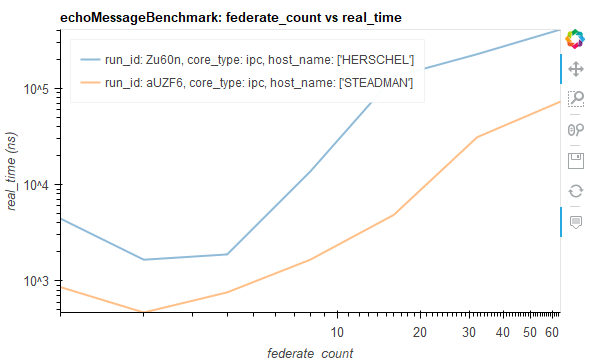 echoMessageBenchmark: federate_count vs real_time
run_id: Zu60n, core_type: ipc, host_name: ['HERSCHEL']
run_id: aUZF6, core_type: ipc, host_name: ['STEADMAN']
real_time (ns)
10^5
10^4
10^3
10 20 30 40 50 60
federate_count